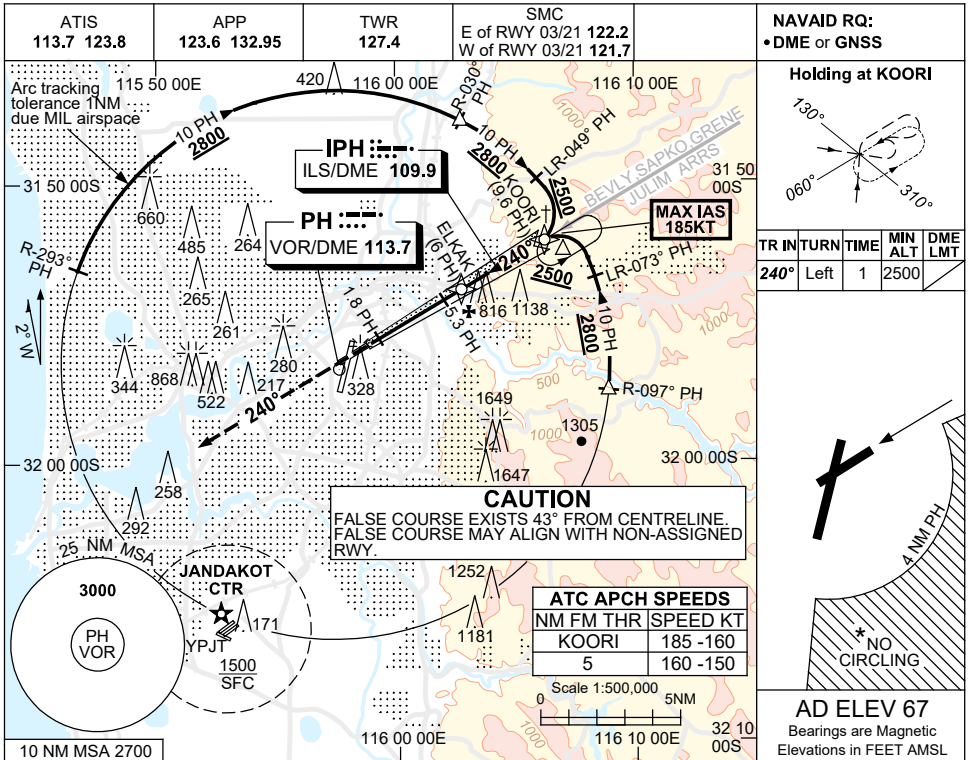 ATIS
113.7 123.8
APP
123.6 132.95
TWR
127.4
SMC
E of RWY 03/21 122.2
W of RWY 03/21 121.7
NAVAID RQ:
•DME or GNSS
115 50 00E
420
116 00 00E
116 10 00E
Arc tracking
tolerance 1NM
due MIL airspace
10 PH
2800
R-030°
PH
10 PH
2800
LR-049° PH
2500
BEVLY SAPKO GRENE
JULIM ARRS
31 50 00S
31 50
00S
IPH
ILS/DME 109.9
PH
VOR/DME 113.7
KOORI
(9.6 PH)
MAX IAS
185KT
660
485
264
R-293°
PH
265
261
ELKAK
(6 PH)
240°
2500
LR-073° PH
816
1138
5.3 PH
1.8 PH
10 PH
2800
1000
1000
2°W
344
868
522
217
280
328
240°
500
R-097° PH
1649
1305
1000
1647
32 00 00S
32 00 00S
258
292
CAUTION
FALSE COURSE EXISTS 43° FROM CENTRELINE.
FALSE COURSE MAY ALIGN WITH NON-ASSIGNED
RWY.
25 NM MSA
3000
PH
VOR
10 NM MSA 2700
JANDAKOT
CTR
171
YPJT
1500
SFC
1252
1181
ATC APCH SPEEDS
NM FM THR SPEED KT
KOORI 185 -160
5 160 -150
Scale 1:500,000
0 5NM
116 00 00E
116 10 00E
32 10
00S
Holding at KOORI
130°
060°
310°
TR IN TURN TIME MIN ALT DME LMT
240° Left 1 2500
4 NM PH
*NO
CIRCLING
AD ELEV 67
Bearings are Magnetic
Elevations in FEET AMSL